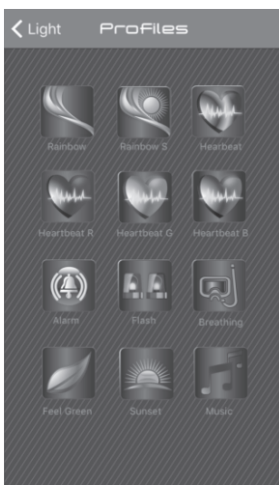 Light Profiles
Rainbow Rainbow S Heartbeat
Heartbeat R Heartbeat G Heartbeat B
Alarm Flash Breathing
Feel Green Sunset Music